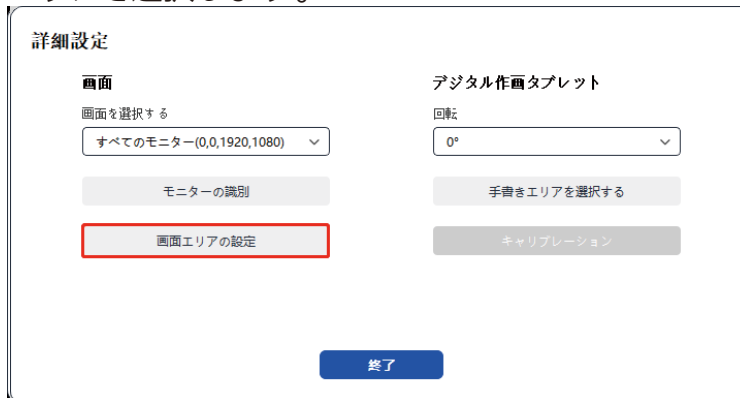 詳細設定
画面
画面を選択する
すべてのモニター(0,0,1920,1080)
モニターの識別
画面エリアの設定
デジタル作画タブレット
回転
0°
手書きエリアを選択する
キャリブレーション
終了